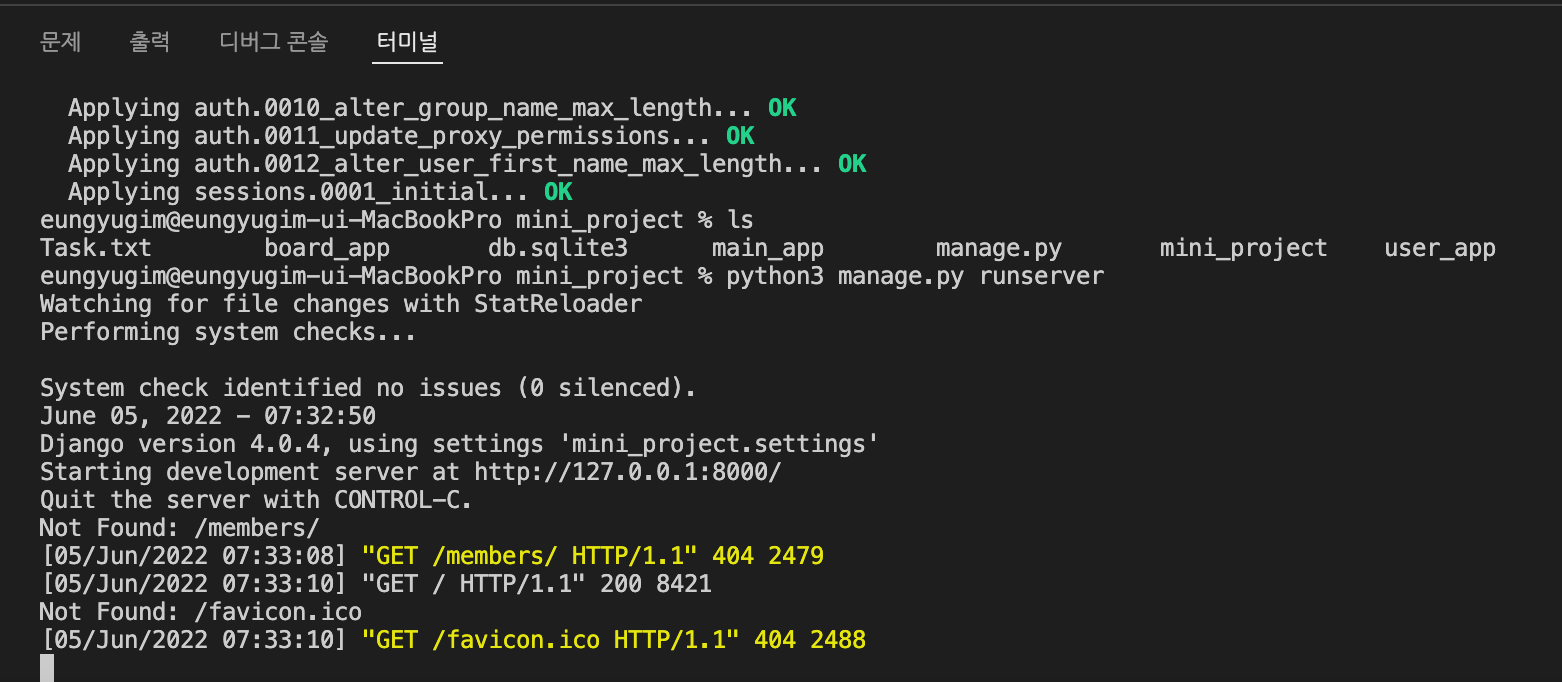 문제 출력 디버그 콘솔 터미널
Applying auth.0010_alter_group_name_max_length... OK
Applying auth.0011_update_proxy_permissions... OK
Applying auth.0012_alter_user_first_name_max_length... OK
Applying sessions.0001_initial... OK
eungyugim@eungyugim-ui-MacBookPro mini_project % ls
Task.txt board_app db.sqlite3 main_app manage.py mini_project user_app
eungyugim@eungyugim-ui-MacBookPro mini_project % python3 manage.py runserver
Watching for file changes with StatReloader
Performing system checks...
System check identified no issues (0 silenced).
June 05, 2022 - 07:32:50
Django version 4.0.4, using settings 'mini_project.settings'
Starting development server at http://127.0.0.1:8000/
Quit the server with CONTROL-C.
Not Found: /members/
[05/Jun/2022 07:33:08] "GET /members/ HTTP/1.1" 404 2479
[05/Jun/2022 07:33:10] "GET / HTTP/1.1" 200 8421
Not Found: /favicon.ico
[05/Jun/2022 07:33:10] "GET /favicon.ico HTTP/1.1" 404 2488